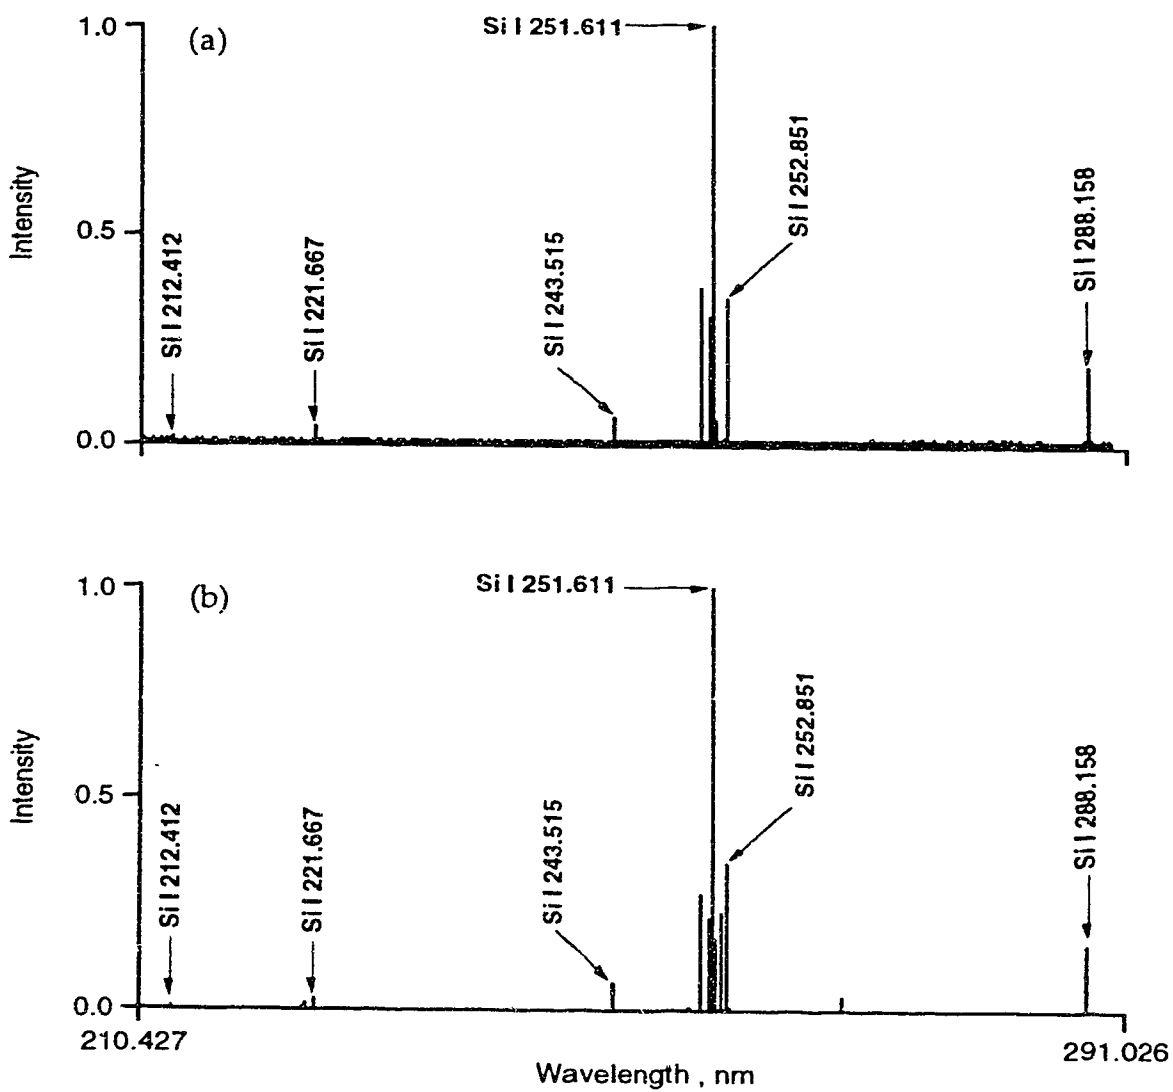 (a)
1.0
0.5
0.0
Intensity
Si I 212.412
Si I 221.667
Si I 243.515
Si I 251.611
Si I 252.851
Si I 288.158
(b)
1.0
0.5
0.0
Intensity
Si I 212.412
Si I 221.667
Si I 243.515
Si I 251.611
Si I 252.851
Si I 288.158
210.427
291.026
Wavelength , nm